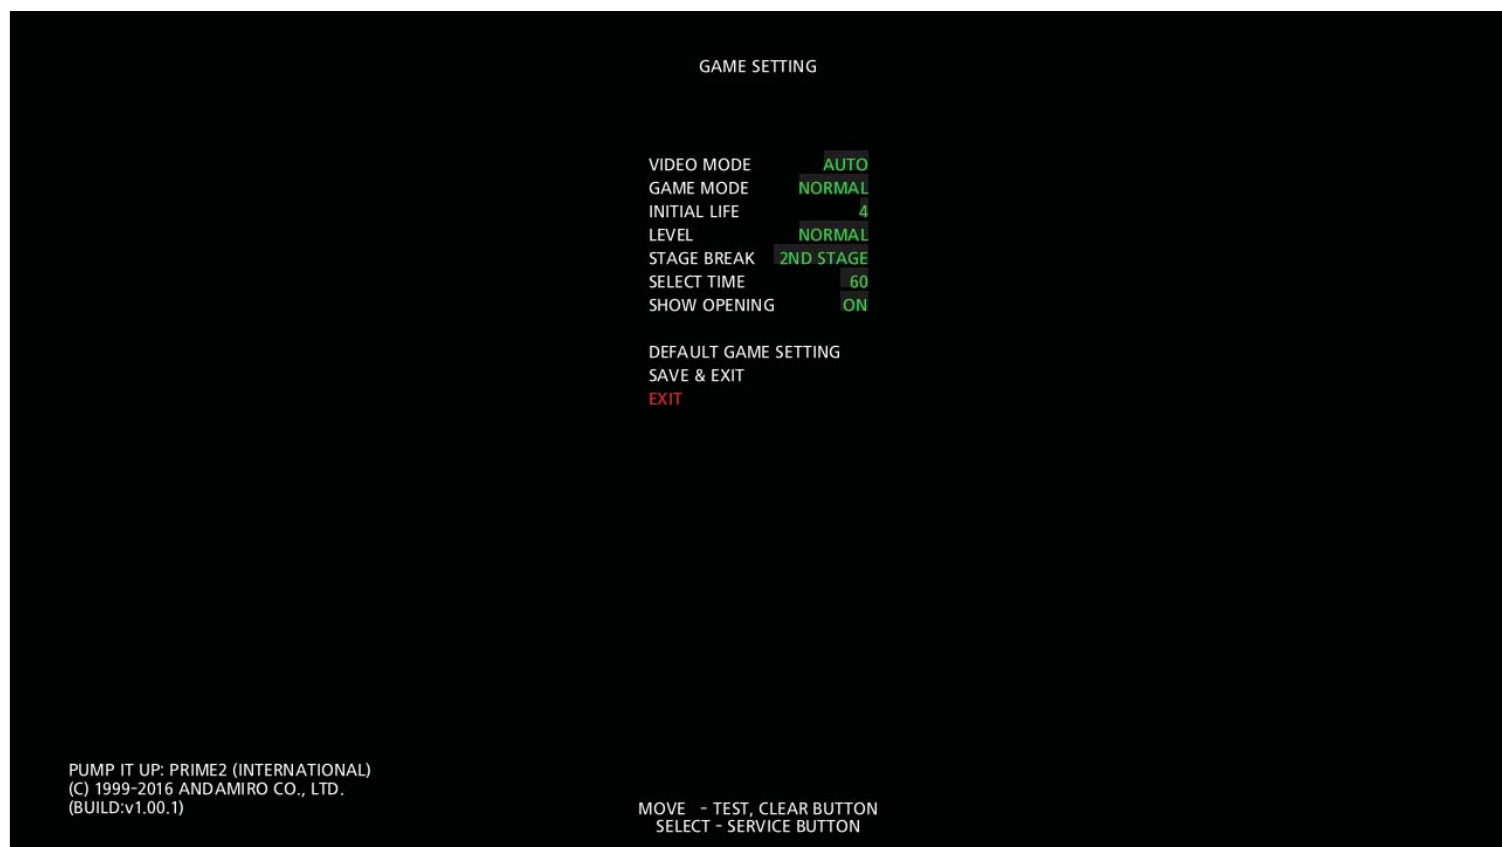 GAME SETTING
VIDEO MODE AUTO
GAME MODE NORMAL
INITIAL LIFE 4
LEVEL NORMAL
STAGE BREAK 2ND STAGE
SELECT TIME 60
SHOW OPENING ON
DEFAULT GAME SETTING
SAVE & EXIT
EXIT
PUMP IT UP: PRIME2 (INTERNATIONAL)
(C) 1999-2016 ANDAMIRO CO., LTD.
(BUILD:v1.00.1)
MOVE - TEST, CLEAR BUTTON
SELECT - SERVICE BUTTON